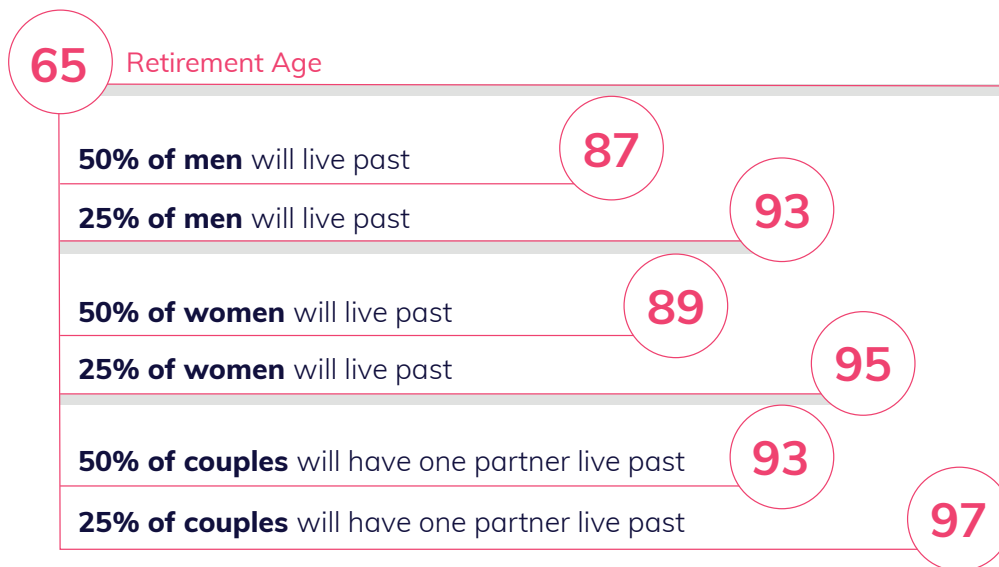 65 Retirement Age
50% of men will live past 87
25% of men will live past 93
50% of women will live past 89
25% of women will live past 95
50% of couples will have one partner live past 93
25% of couples will have one partner live past 97